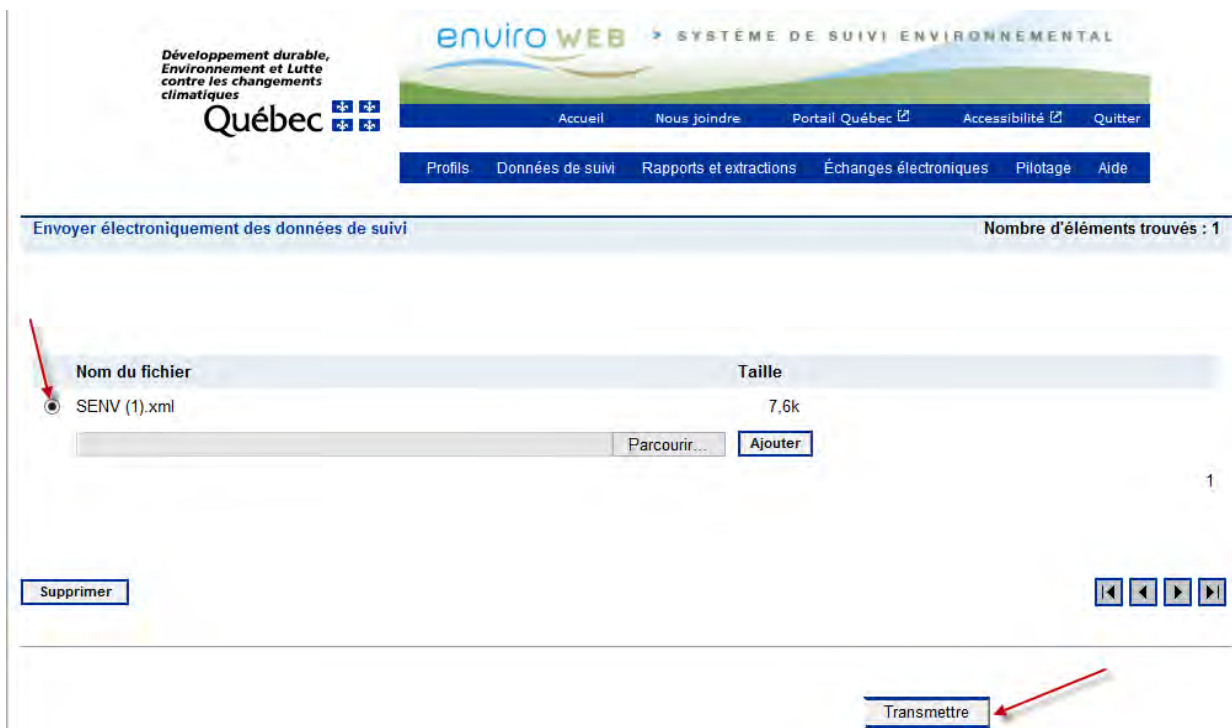 Développement durable,
Environnement et Lutte
contre les changements
climatiques
Québec
enviro WEB > SYSTÈME DE SUIVI ENVIRONNEMENTAL
Accueil Nous joindre Portail Québec Accessibilité Quitter
Profils Données de suivi Rapports et extractions Échanges électroniques Pilotage Aide
Envoyer électroniquement des données de suivi Nombre d'éléments trouvés : 1
Nom du fichier Taille
SENV (1).xml 7,6k
Parcourir... Ajouter
1
Supprimer
Transmettre